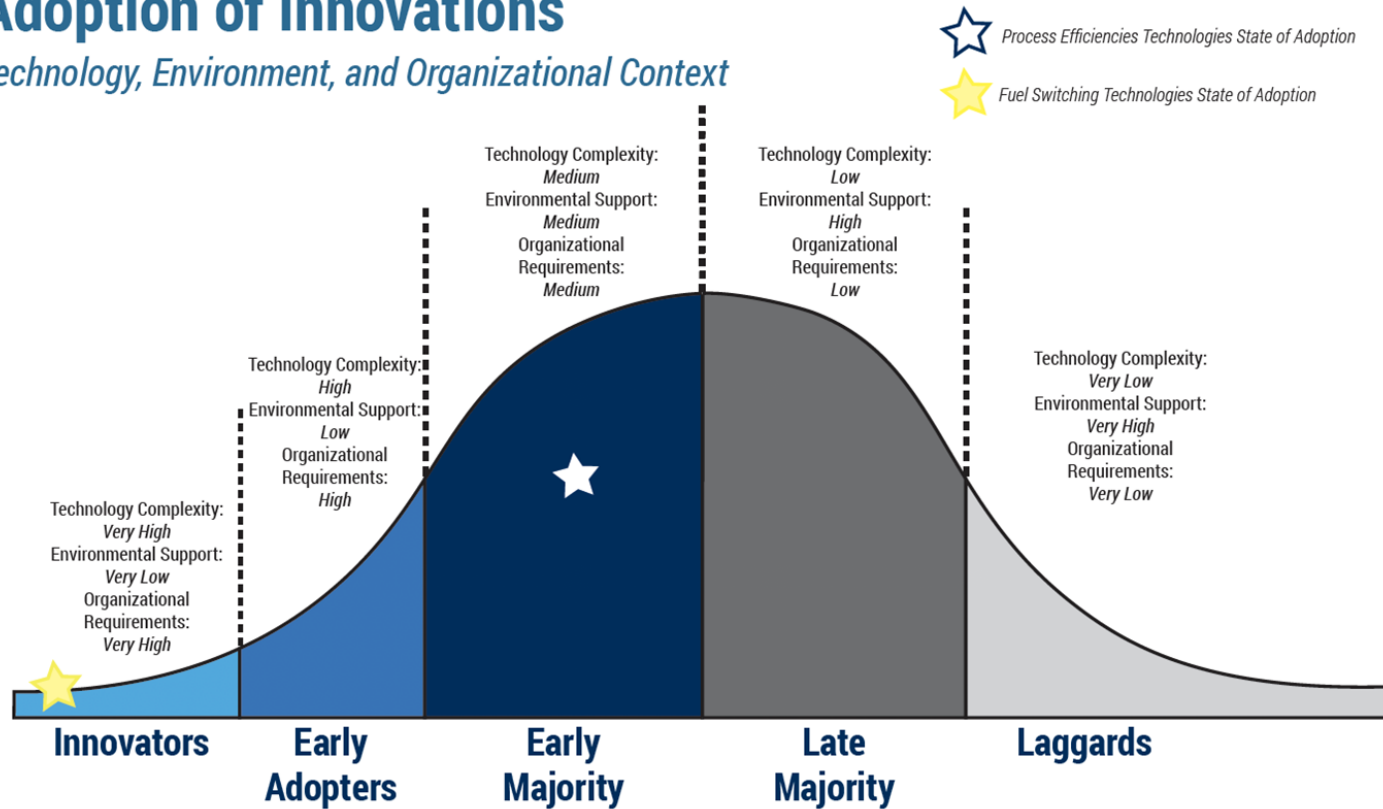 Adoption of Innovations
echnology, Environment, and Organizational Context
Process Efficiencies Technologies State of Adoption
Fuel Switching Technologies State of Adoption
Technology Complexity:
Very High
Environmental Support:
Very Low
Organizational
Requirements:
Very High
Technology Complexity:
High
Environmental Support:
Low
Organizational
Requirements:
High
Technology Complexity:
Medium
Environmental Support:
Medium
Organizational
Requirements:
Medium
Technology Complexity:
Low
Environmental Support:
High
Organizational
Requirements:
Low
Technology Complexity:
Very Low
Environmental Support:
Very High
Organizational
Requirements:
Very Low
Innovators
Early
Adopters
Early
Majority
Late
Majority
Laggards